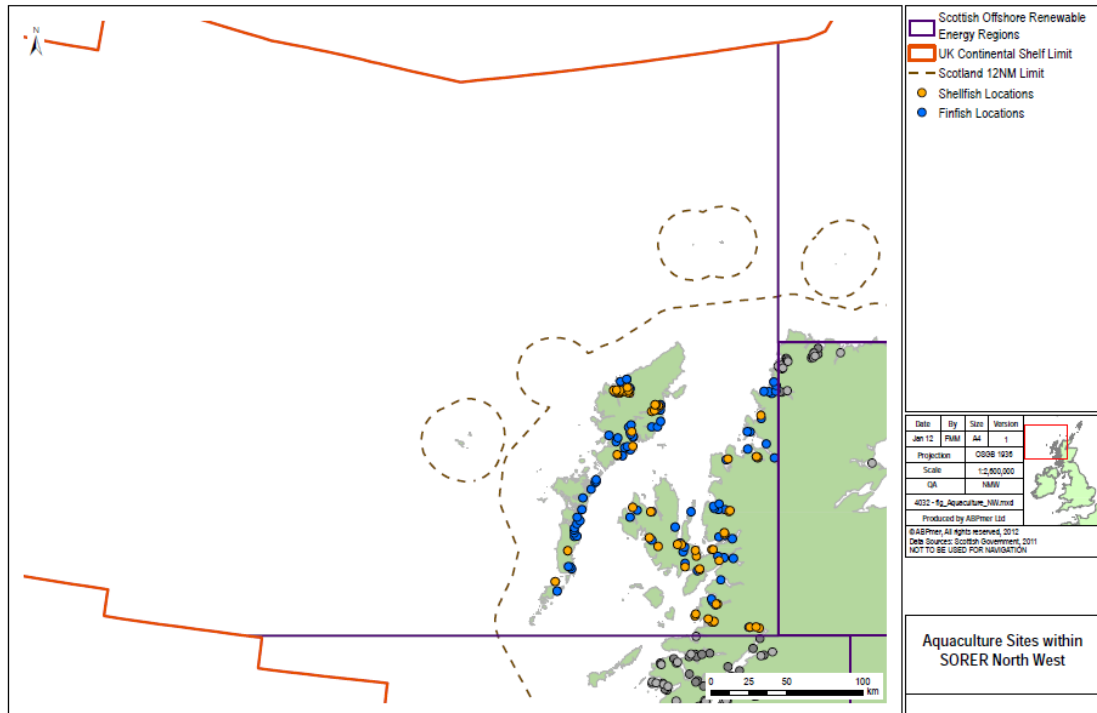 N
Scottish Offshore Renewable
Energy Regions
UK Continental Shelf Limit
Scotland 12NM Limit
Shellfish Locations
Finfish Locations
Date By Size Version
Jan 12 FMM A4 1
Projection OSGB 1936
Scale 1:2,600,000
QA NMW
4032 - fig_Aquaculture_NW.mxd
Produced by ABPmer Ltd
©ABPmer, All rights reserved, 2012
Data Sources: Scottish Government, 2011
NOT TO BE USED FOR NAVIGATION
Aquaculture Sites within
SORER North West
0 25 50 100
km